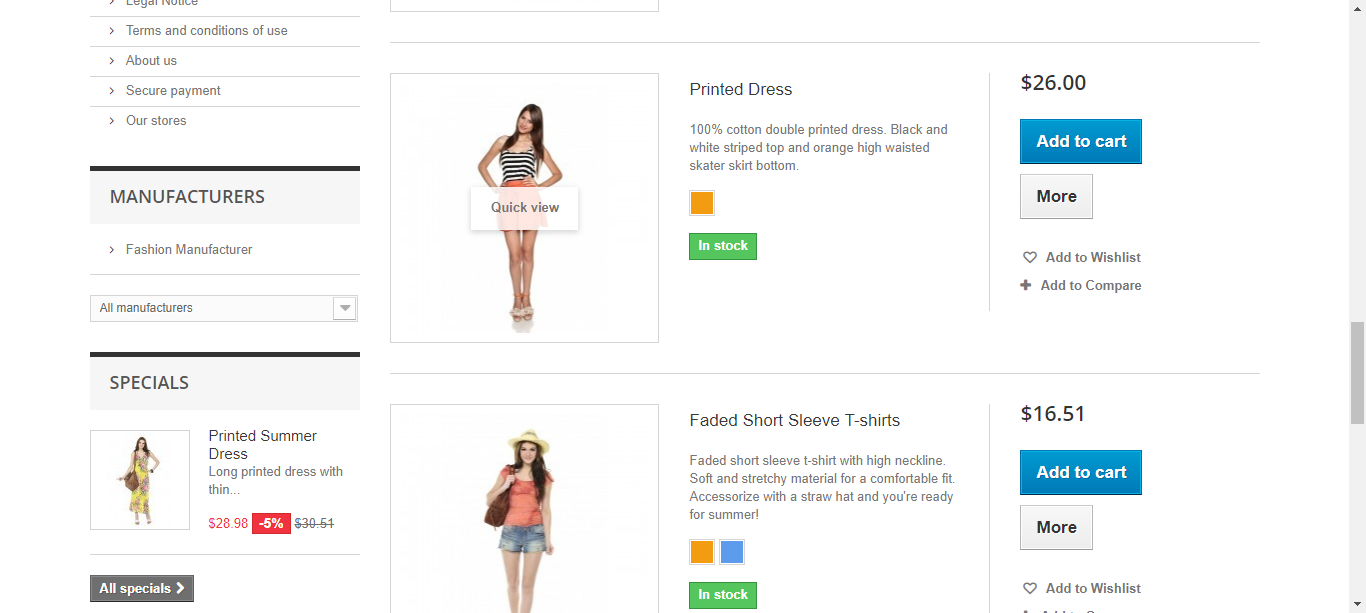 Legal Notice
Terms and conditions of use
About us
Secure payment
Our stores
MANUFACTURERS
Fashion Manufacturer
All manufacturers
SPECIALS
Printed Summer
Dress
Long printed dress with
thin...
$28.98 -5% $30.51
All specials
Quick view
Printed Dress
100% cotton double printed dress. Black and
white striped top and orange high waisted
skater skirt bottom.
In stock
$26.00
Add to cart
More
Add to Wishlist
Add to Compare
Faded Short Sleeve T-shirts
Faded short sleeve t-shirt with high neckline.
Soft and stretchy material for a comfortable fit.
Accessorize with a straw hat and you're ready
for summer!
In stock
$16.51
Add to cart
More
Add to Wishlist